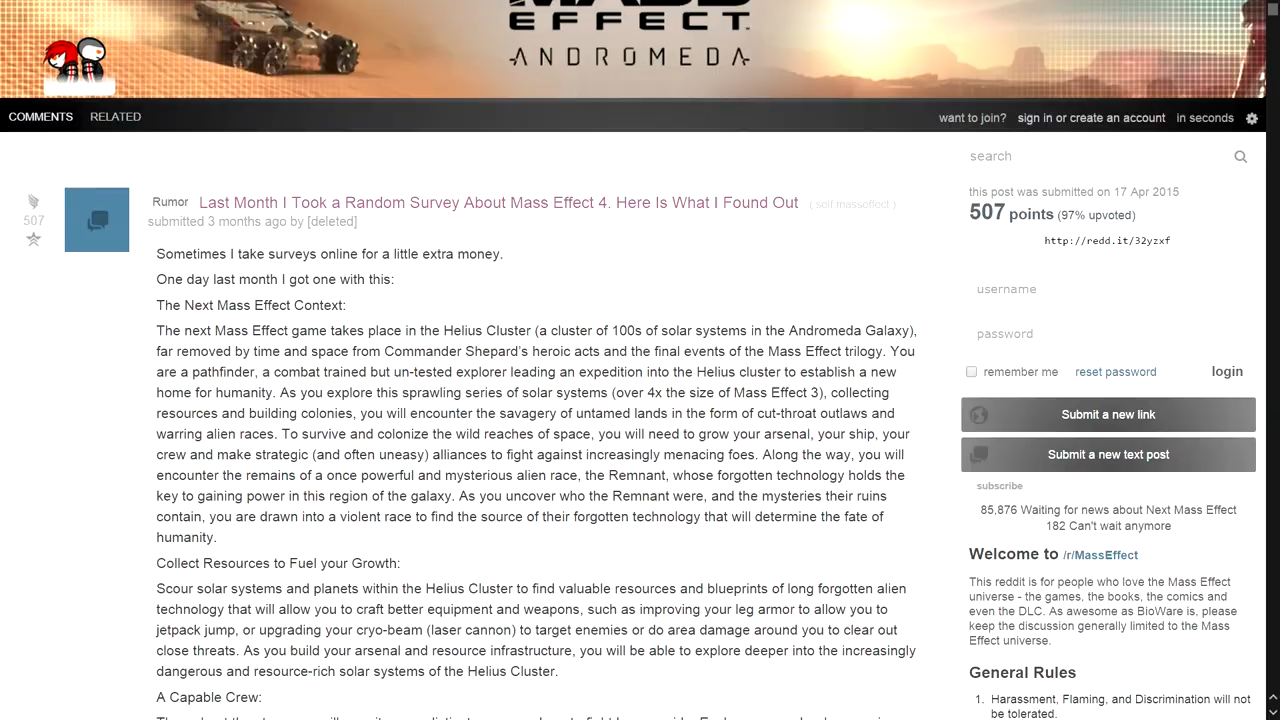 MASS
EFFECT
ANDROMEDA
COMMENTS RELATED
want to join? sign in or create an account in seconds
search
this post was submitted on 17 Apr 2015
507 points (97% upvoted)
http://redd.it/32yzxf
username
password
remember me reset password login
Submit a new link
Submit a new text post
subscribe
85,876 Waiting for news about Next Mass Effect
182 Can't wait anymore
Welcome to /r/MassEffect
This reddit is for people who love the Mass Effect
universe - the games, the books, the comics and
even the DLC. As awesome as BioWare is, please
keep the discussion generally limited to the Mass
Effect universe.
General Rules
1. Harassment, Flaming, and Discrimination will not
be tolerated.
507
Rumor Last Month I Took a Random Survey About Mass Effect 4. Here Is What I Found Out ( self.masseffect )
submitted 3 months ago by [deleted]
Sometimes I take surveys online for a little extra money.
One day last month I got one with this:
The Next Mass Effect Context:
The next Mass Effect game takes place in the Helius Cluster (a cluster of 100s of solar systems in the Andromeda Galaxy),
far removed by time and space from Commander Shepard's heroic acts and the final events of the Mass Effect trilogy. You
are a pathfinder, a combat trained but un-tested explorer leading an expedition into the Helius cluster to establish a new
home for humanity. As you explore this sprawling series of solar systems (over 4x the size of Mass Effect 3), collecting
resources and building colonies, you will encounter the savagery of untamed lands in the form of cut-throat outlaws and
warring alien races. To survive and colonize the wild reaches of space, you will need to grow your arsenal, your ship, your
crew and make strategic (and often uneasy) alliances to fight against increasingly menacing foes. Along the way, you will
encounter the remains of a once powerful and mysterious alien race, the Remnant, whose forgotten technology holds the
key to gaining power in this region of the galaxy. As you uncover who the Remnant were, and the mysteries their ruins
contain, you are drawn into a violent race to find the source of their forgotten technology that will determine the fate of
humanity.
Collect Resources to Fuel your Growth:
Scour solar systems and planets within the Helius Cluster to find valuable resources and blueprints of long forgotten alien
technology that will allow you to craft better equipment and weapons, such as improving your leg armor to allow you to
jetpack jump, or upgrading your cryo-beam (laser cannon) to target enemies or do area damage around you to clear out
close threats. As you build your arsenal and resource infrastructure, you will be able to explore deeper into the increasingly
dangerous and resource-rich solar systems of the Helius Cluster.
A Capable Crew: